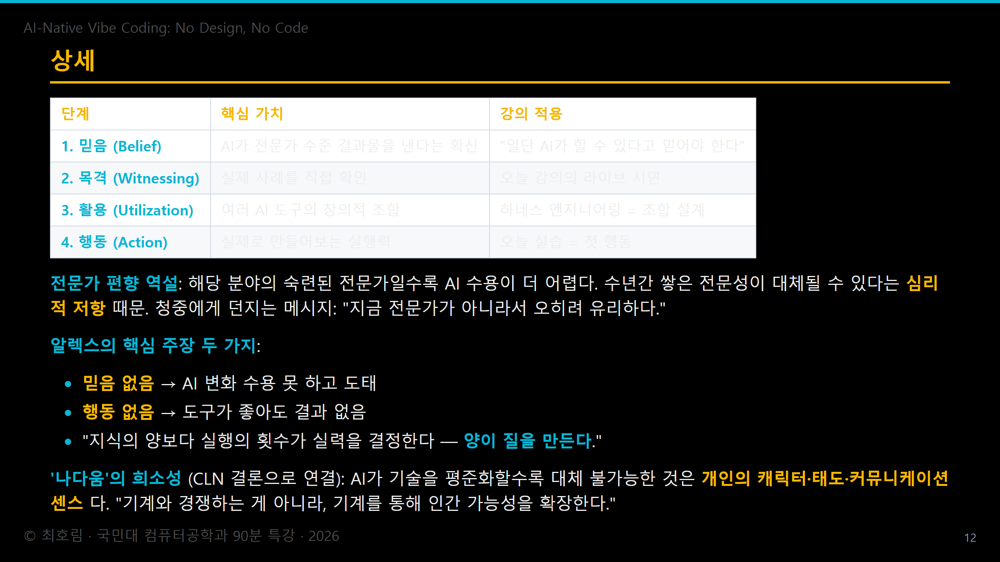 AI-Native Vibe Coding: No Design, No Code
상세
단계 핵심 가치 강의 적용
1. 믿음 (Belief) AI가 전문가 수준 결과물을 낸다는 확신 "일단 AI가 할 수 있다고 믿어야 한다"
2. 목격 (Witnessing) 실제 사례를 직접 확인 오늘 강의의 라이브 시연
3. 활용 (Utilization) 여러 AI 도구의 창의적 조합 하네스 엔지니어링 = 조합 설계
4. 행동 (Action) 실제로 만들어보는 실행력 오늘 실습 = 첫 행동
전문가 편향 역설: 해당 분야의 숙련된 전문가일수록 AI 수용이 더 어렵다. 수년간 쌓은 전문성이 대체될 수 있다는 심리
적 저항 때문. 청중에게 던지는 메시지: "지금 전문가가 아니라서 오히려 유리하다."
알렉스의 핵심 주장 두 가지:
● 믿음 없음 → AI 변화 수용 못 하고 도태
● 행동 없음 → 도구가 좋아도 결과 없음
● "지식의 양보다 실행의 횟수가 실력을 결정한다 — 양이 질을 만든다."
'나다움'의 희소성 (CLN 결론으로 연결): AI가 기술을 평준화할수록 대체 불가능한 것은 개인의 캐릭터·태도·커뮤니케이션
센스 다. "기계와 경쟁하는 게 아니라, 기계를 통해 인간 가능성을 확장한다."
© 최호림 · 국민대 컴퓨터공학과 90분 특강 · 2026
12